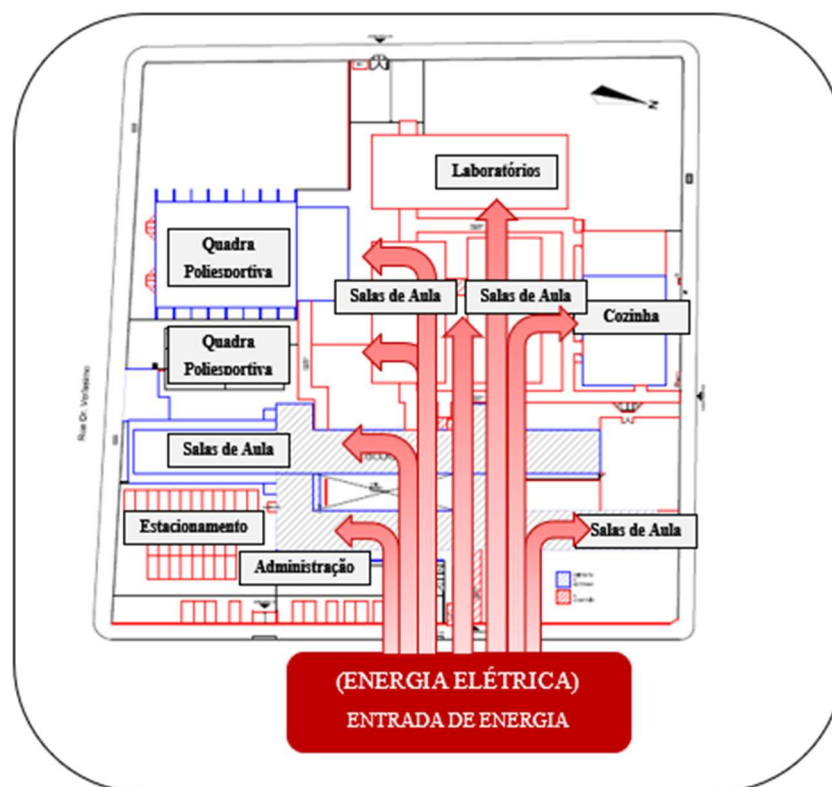 Laboratórios
Quadra
Poliesportiva
Salas de Aula
Salas de Aula
Cozinha
Quadra
Poliesportiva
Salas de Aula
Estacionamento
Salas de Aula
Administração
N
(ENERGIA ELÉTRICA)
ENTRADA DE ENERGIA